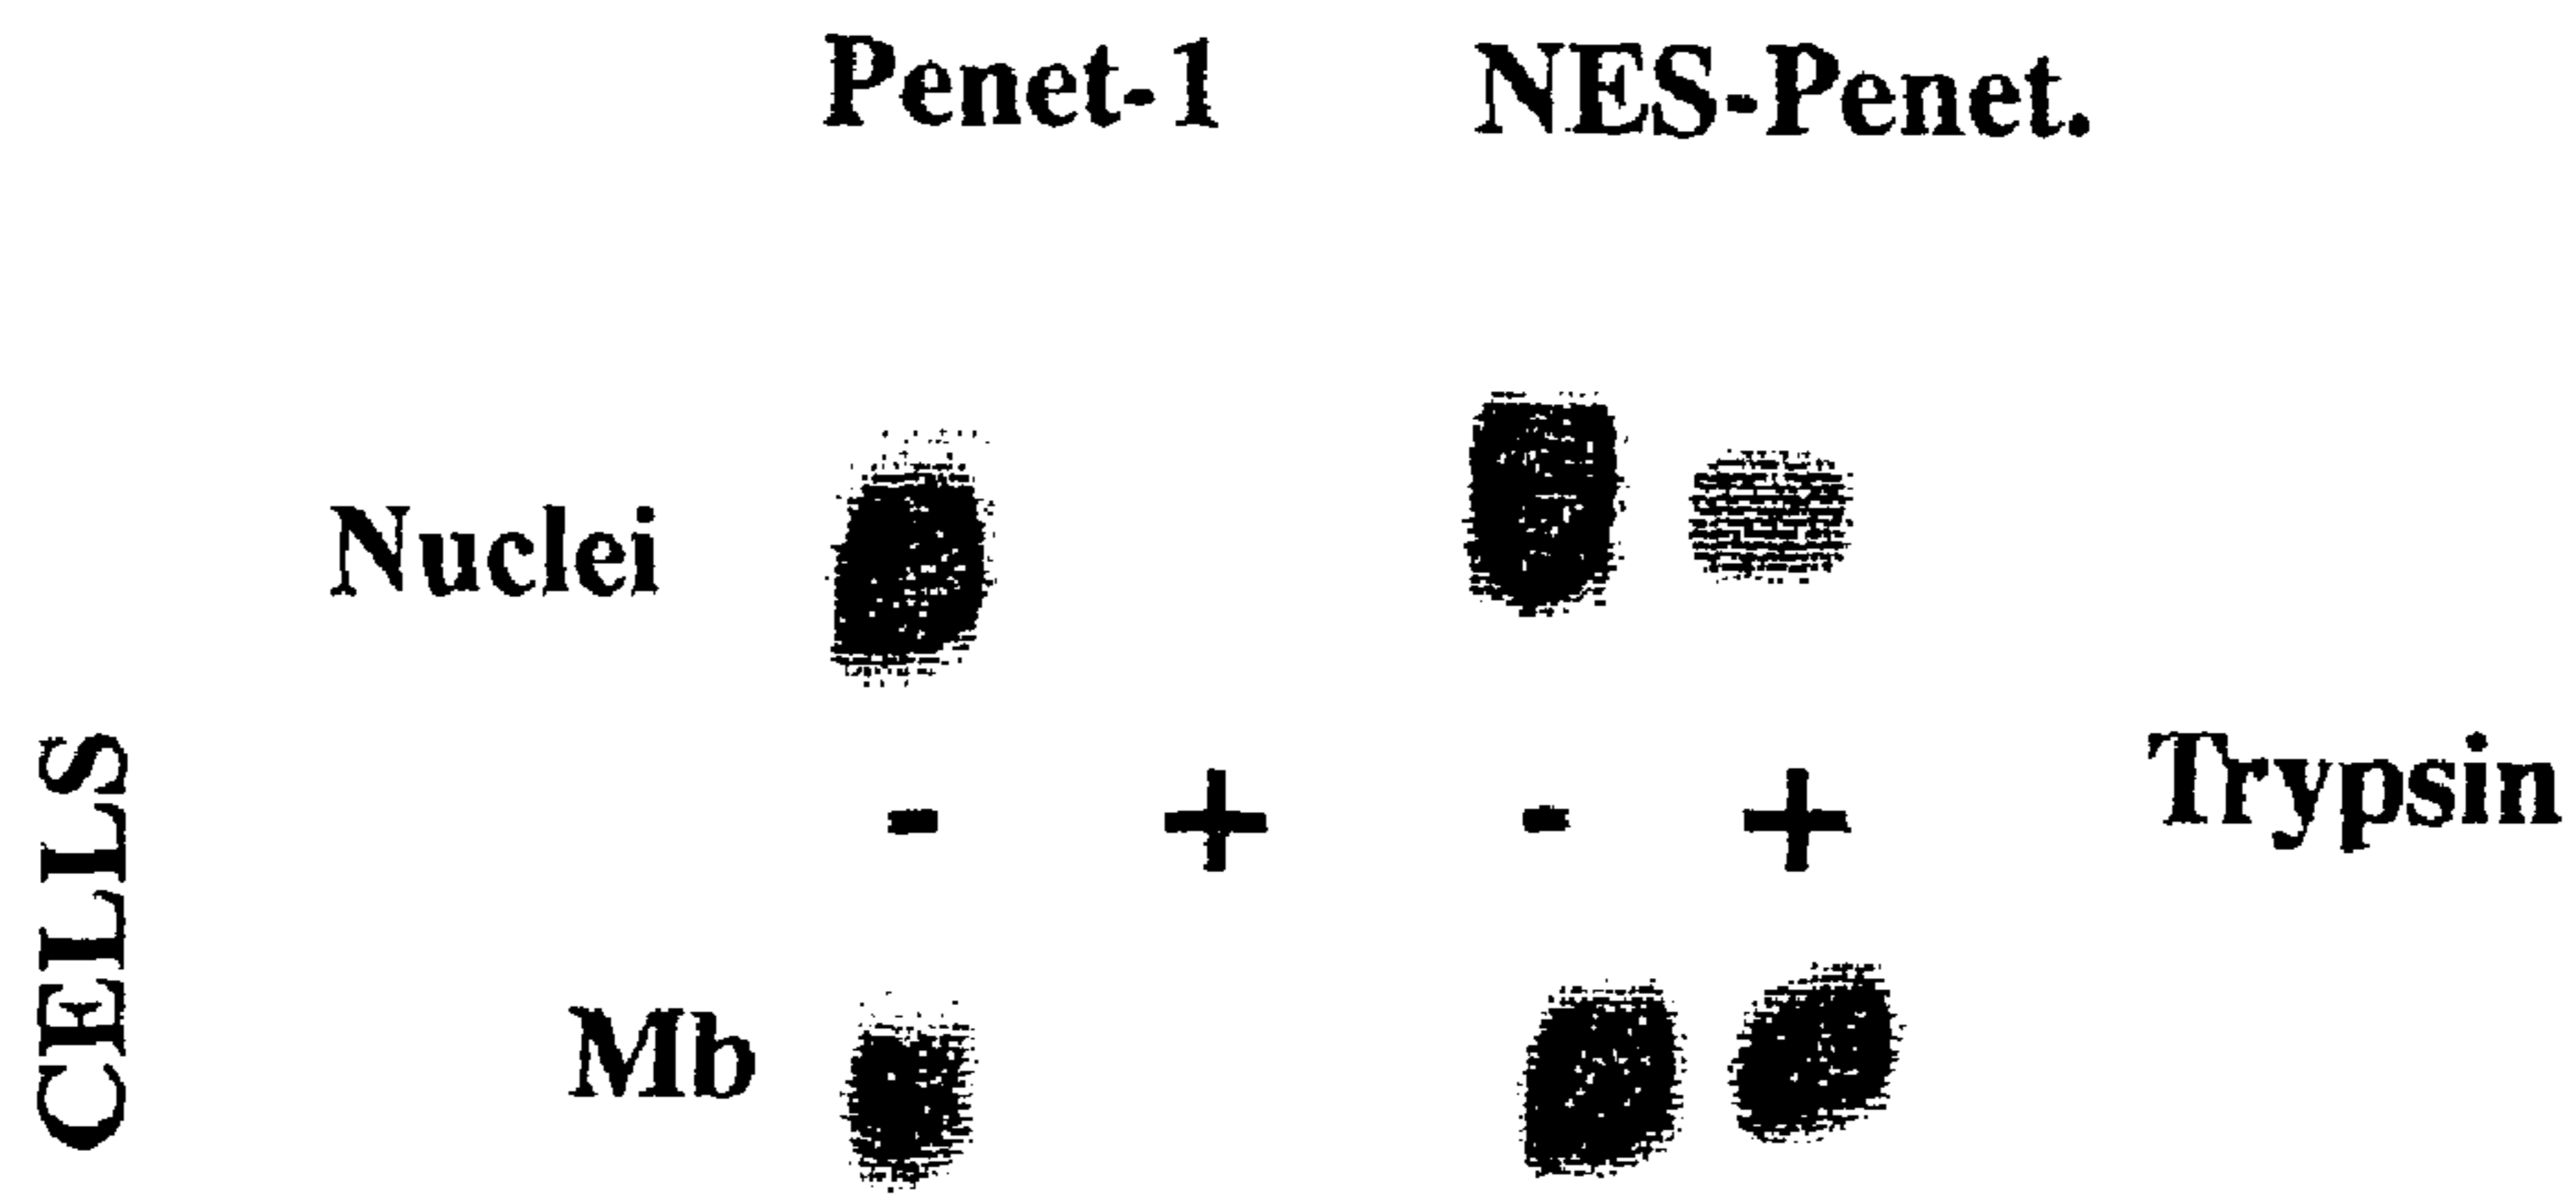 Penet-1 NES-Penet.
Nuclei
CELLS
- + - + Trypsin
Mb